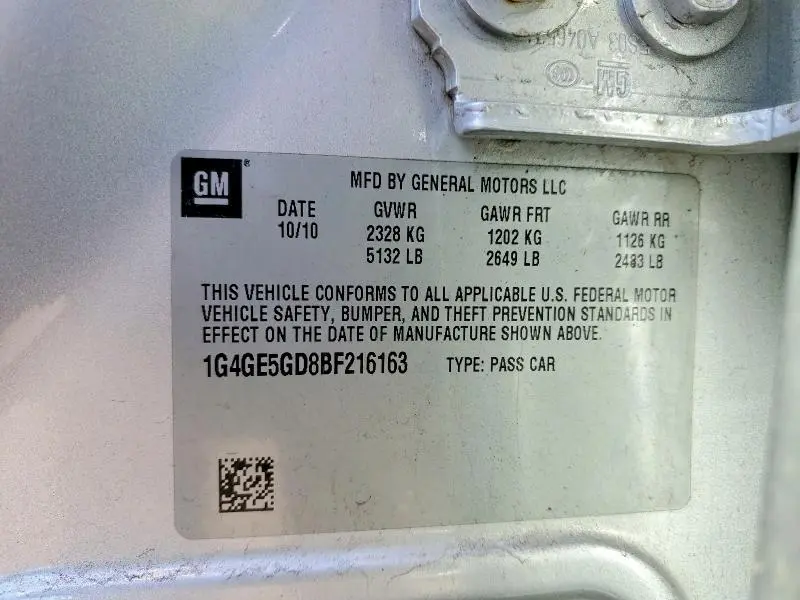 GM ® MFD BY GENERAL MOTORS LLC
DATE GVWR GAWR FRT GAWR RR
10/10 2328 KG 1202 KG 1126 KG
5132 LB 2649 LB 2483 LB
THIS VEHICLE CONFORMS TO ALL APPLICABLE U.S. FEDERAL MOTOR
VEHICLE SAFETY, BUMPER, AND THEFT PREVENTION STANDARDS IN
EFFECT ON THE DATE OF MANUFACTURE SHOWN ABOVE.
1G4GE5GD8BF216163 TYPE: PASS CAR